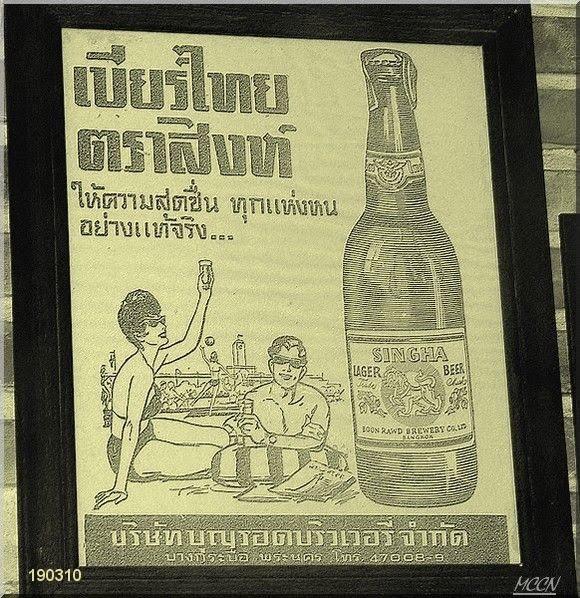 เบียร์ไทย
ตราสิงห์
ให้ความสดชื่น ทุกแห่งหน
อย่างแท้จริง...
SINGHA
LAGER BEER
BOON RAWD BREWERY CO., LTD
BANGKOK
บริษัทบุญรอดบริวเวอรี่จำกัด
บางกระบือ พระนคร โทร. 47008-9
190310
MCCN